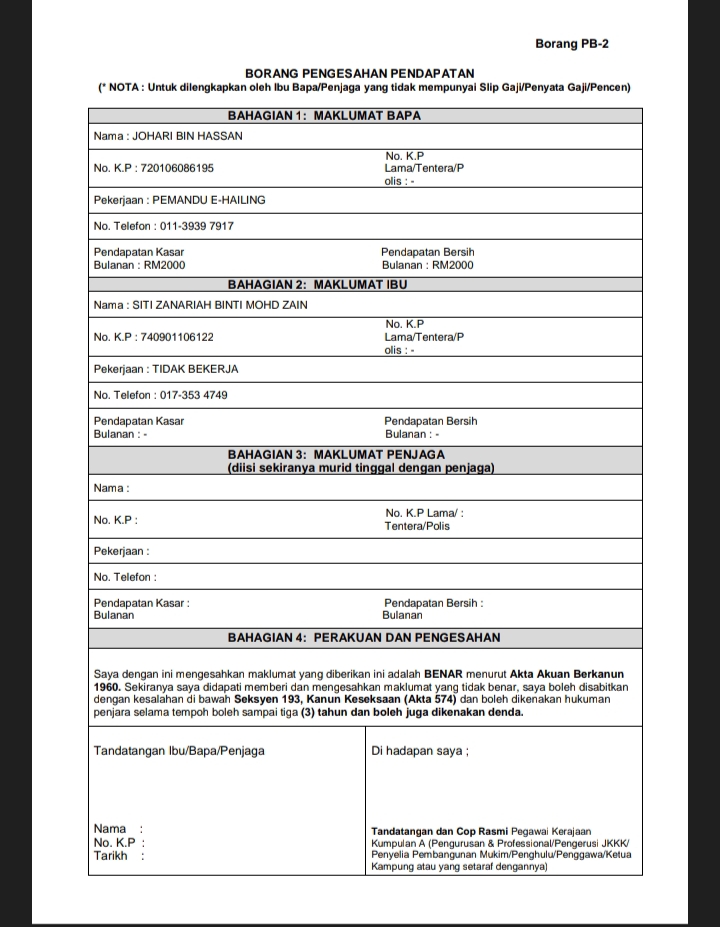 Borang PB-2
BORANG PENGESAHAN PENDAPATAN
(* NOTA : Untuk dilengkapkan oleh Ibu Bapa/Penjaga yang tidak mempunyai Slip Gaji/Penyata Gaji/Pencen)
BAHAGIAN 1: MAKLUMAT BAPA
Nama : JOHARI BIN HASSAN
No. K.P : 720106086195
No. K.P
Lama/Tentera/P
olis : -
Pekerjaan : PEMANDU E-HAILING
No. Telefon : 011-3939 7917
Pendapatan Kasar
Bulanan : RM2000
Pendapatan Bersih
Bulanan : RM2000
BAHAGIAN 2: MAKLUMAT IBU
Nama : SITI ZANARIAH BINTI MOHD ZAIN
No. K.P : 740901106122
No. K.P
Lama/Tentera/P
olis : -
Pekerjaan : TIDAK BEKERJA
No. Telefon : 017-353 4749
Pendapatan Kasar
Bulanan : -
Pendapatan Bersih
Bulanan : -
BAHAGIAN 3: MAKLUMAT PENJAGA
(diisi sekiranya murid tinggal dengan penjaga)
Nama :
No. K.P :
No. K.P Lama/ :
Tentera/Polis
Pekerjaan :
No. Telefon :
Pendapatan Kasar :
Bulanan
Pendapatan Bersih :
Bulanan
BAHAGIAN 4: PERAKUAN DAN PENGESAHAN
Saya dengan ini mengesahkan maklumat yang diberikan ini adalah BENAR menurut Akta Akuan Berkanun
1960. Sekiranya saya didapati memberi dan mengesahkan maklumat yang tidak benar, saya boleh disabitkan
dengan kesalahan di bawah Seksyen 193, Kanun Keseksaan (Akta 574) dan boleh dikenakan hukuman
penjara selama tempoh boleh sampai tiga (3) tahun dan boleh juga dikenakan denda.
Tandatangan Ibu/Bapa/Penjaga
Nama :
No. K.P :
Tarikh :
Di hadapan saya ;
Tandatangan dan Cop Rasmi Pegawai Kerajaan
Kumpulan A (Pengurusan & Professional/Pengerusi JKKK/
Penyelia Pembangunan Mukim/Penghulu/Penggawa/Ketua
Kampung atau yang setaraf dengannya)